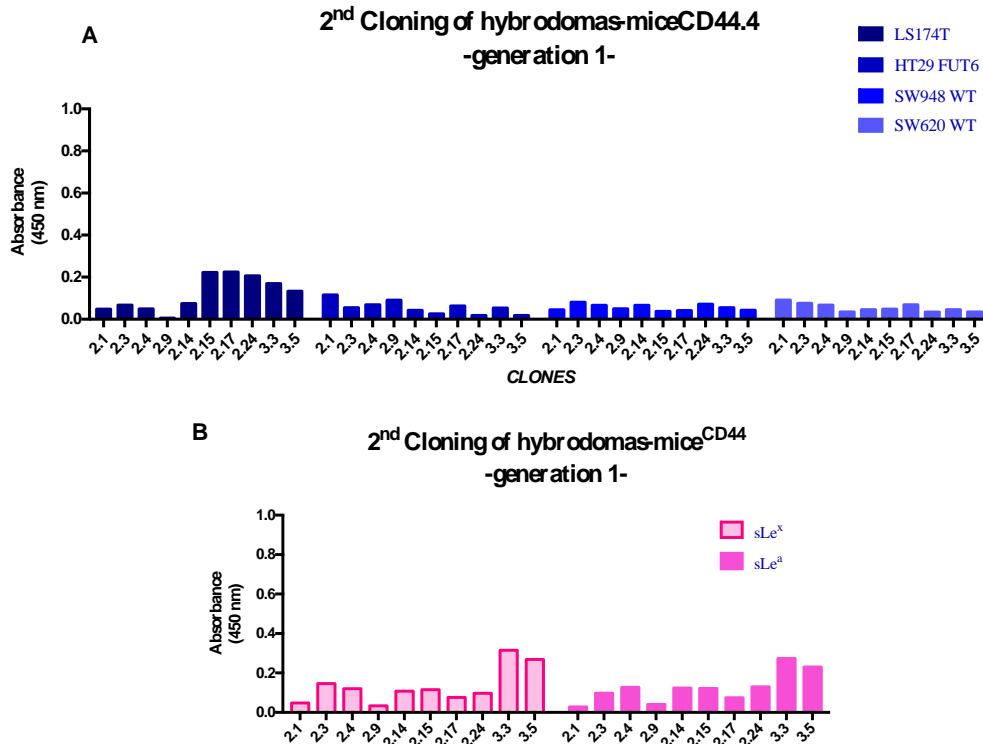 A
2nd Cloning of hybrodomas-miceCD44.4
-generation 1-
LS174T
HT29 FUT6
SW948 WT
SW620 WT
Absorbance
(450 nm)
1.0
0.8
0.6
0.4
0.2
0.0
2.1 2.3 2.4 2.9 2.14 2.15 2.17 2.24 3.3 3.5 2.1 2.3 2.4 2.9 2.14 2.15 2.17 2.24 3.3 3.5 2.1 2.3 2.4 2.9 2.14 2.15 2.17 2.24 3.3 3.5 2.1 2.3 2.4 2.9 2.14 2.15 2.17 2.24 3.3 3.5
CLONES
B
2nd Cloning of hybrodomas-miceCD44
-generation 1-
sLex
sLea
Absorbance
(450 nm)
1.0
0.8
0.6
0.4
0.2
0.0
2.1 2.3 2.4 2.9 2.14 2.15 2.17 2.24 3.3 3.5 2.1 2.3 2.4 2.9 2.14 2.15 2.17 2.24 3.3 3.5